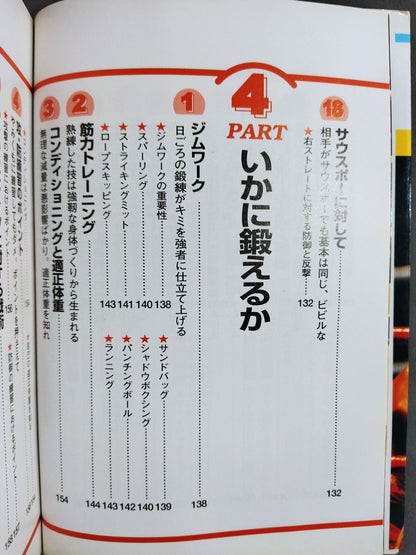 18
サウスポーに対して……132
相手がサウスポーでも基本は同じ、ビビルな
★右ストレートに対する防御と反撃……132
PART 4
いかに鍛えるか
1
ジムワーク……138
日ごろの鍛練がキミを強者に仕立て上げる
★ジムワークの重要性……138
★サンドバッグ……139
★スパーリング……140
★シャドウボクシング……140
★ストライキングミット……141
★パンチングボール……142
★ロープスキッピング……143
★ランニング……143
2
筋力トレーニング……144
熟練した技は強靱な身体づくりから生まれる
3
コンディショニングと適正体重……154
無理な減量は悪影響ばかり、適正体重を知れ
4